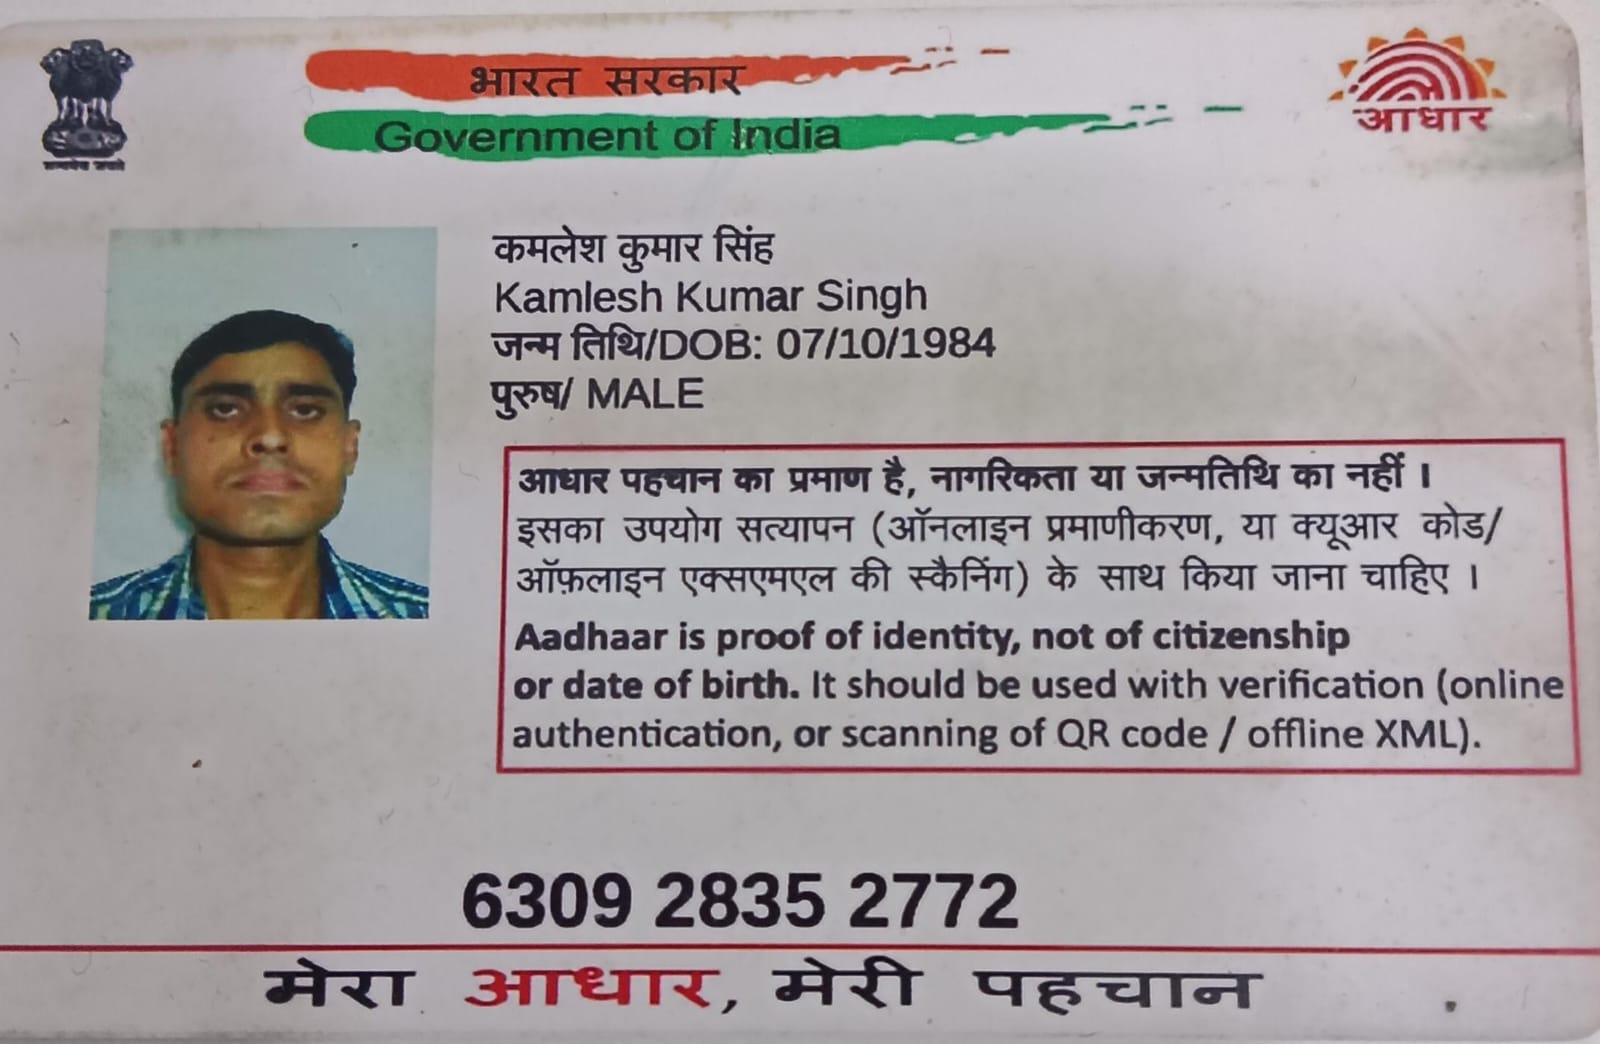 भारत सरकार
Government of India
आधार
सत्यमेव जयते
कमलेश कुमार सिंह
Kamlesh Kumar Singh
जन्म तिथि/DOB: 07/10/1984
पुरुष/ MALE
आधार पहचान का प्रमाण है, नागरिकता या जन्मतिथि का नहीं ।
इसका उपयोग सत्यापन (ऑनलाइन प्रमाणीकरण, या क्यूआर कोड/
ऑफ़लाइन एक्सएमएल की स्कैनिंग) के साथ किया जाना चाहिए ।
Aadhaar is proof of identity, not of citizenship
or date of birth. It should be used with verification (online
authentication, or scanning of QR code / offline XML).
6309 2835 2772
मेरा आधार, मेरी पहचान